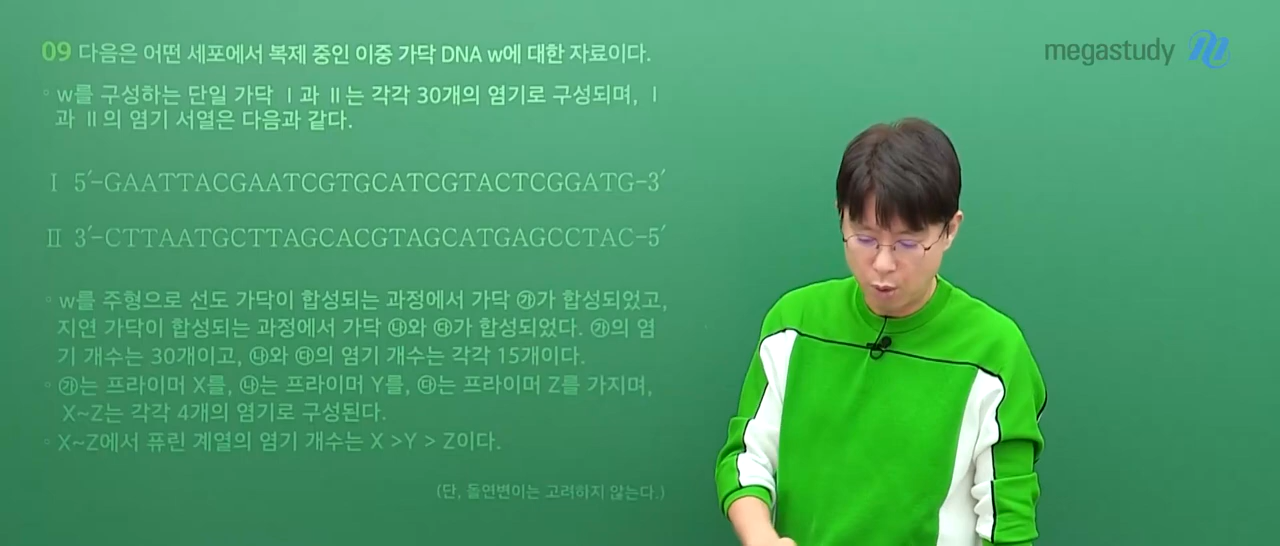 megastudy
09 다음은 어떤 세포에서 복제 중인 이중 가닥 DNA w에 대한 자료이다.
◦ w를 구성하는 단일 가닥 Ⅰ과 Ⅱ는 각각 30개의 염기로 구성되며, Ⅰ
과 Ⅱ의 염기 서열은 다음과 같다.
Ⅰ 5′-GAATTACGAATCGTGCATCGTACTCGGATG-3′
Ⅱ 3′-CTTAATGCTTAGCACGTAGCATGAGCCTAC-5′
◦ w를 주형으로 선도 가닥이 합성되는 과정에서 가닥 ㉮가 합성되었고,
지연 가닥이 합성되는 과정에서 가닥 ㉯와 ㉰가 합성되었다. ㉮의 염
기 개수는 30개이고, ㉯와 ㉰의 염기 개수는 각각 15개이다.
◦ ㉮는 프라이머 X를, ㉯는 프라이머 Y를, ㉰는 프라이머 Z를 가지며,
X~Z는 각각 4개의 염기로 구성된다.
◦ X~Z에서 퓨린 계열의 염기 개수는 X >Y > Z이다.
(단, 돌연변이는 고려하지 않는다.)